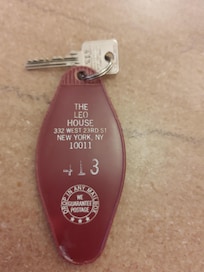 THE
LEO
HOUSE
332 WEST 23RD ST
NEW YORK, NY
10011
413
DROP IN ANY MAIL BOX
WE
GUARANTEE
POSTAGE